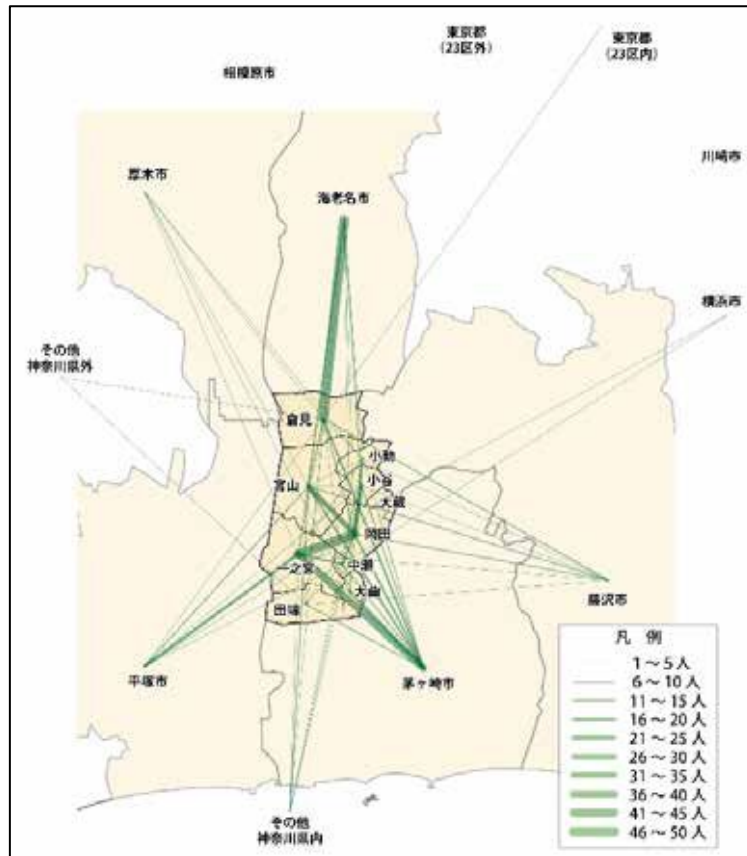 東京都
(23区外)
東京都
(23区内)
相模原市
川崎市
厚木市
海老名市
横浜市
その他
神奈川県外
倉見
小動
小谷
宮山
大蔵
岡田
一之宮
中瀬
大曲
田端
藤沢市
平塚市
茅ヶ崎市
その他
神奈川県内
凡 例
1～5人
6～10人
11～15人
16～20人
21～25人
26～30人
31～35人
36～40人
41～45人
46～50人